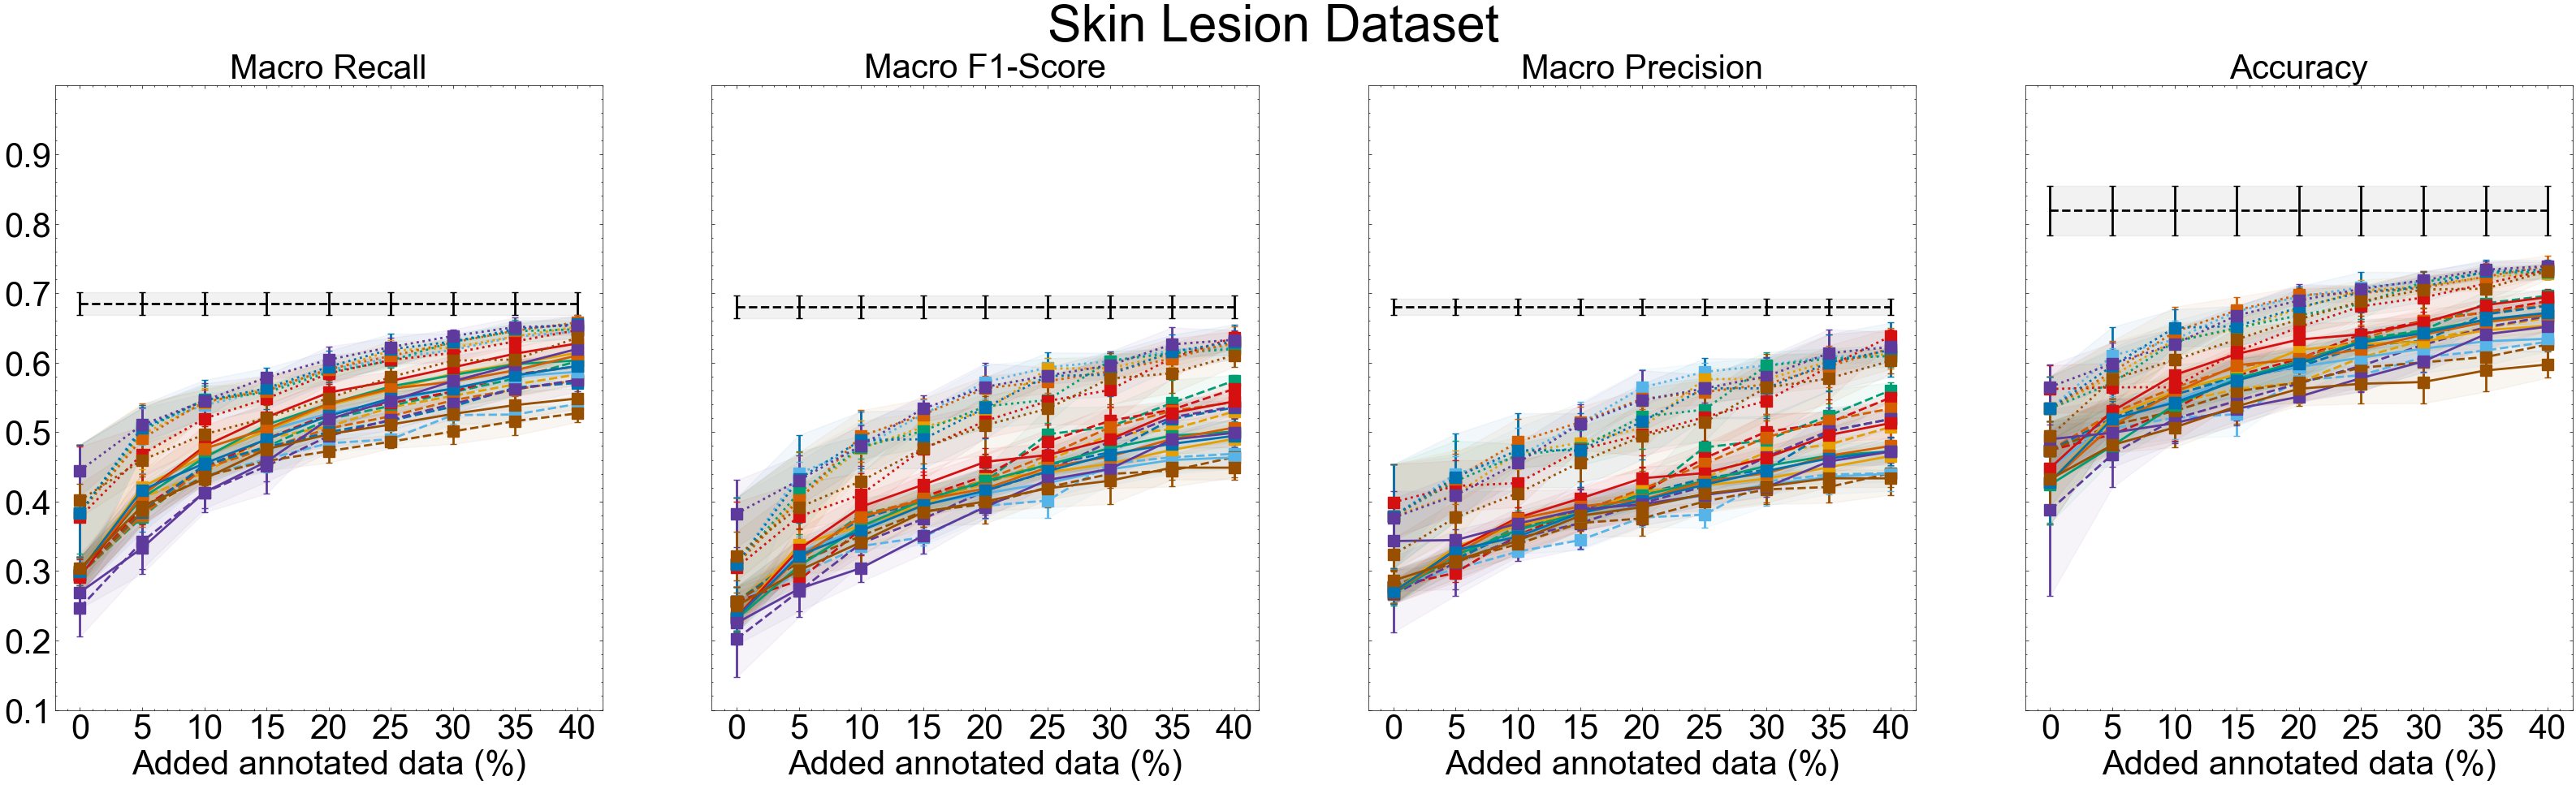 Skin Lesion Dataset
Macro Recall
Macro F1-Score
Macro Precision
Accuracy
0.9
0.8
0.7
0.6
0.5
0.4
0.3
0.2
0.1
0 5 10 15 20 25 30 35 40
0 5 10 15 20 25 30 35 40
0 5 10 15 20 25 30 35 40
0 5 10 15 20 25 30 35 40
Added annotated data (%)
Added annotated data (%)
Added annotated data (%)
Added annotated data (%)